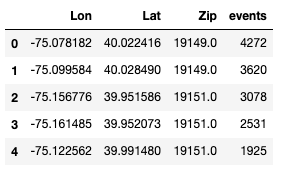 Lon Lat Zip events
0 -75.078182 40.022416 19149.0 4272
1 -75.099584 40.028490 19149.0 3620
2 -75.156776 39.951586 19151.0 3078
3 -75.161485 39.952073 19151.0 2531
4 -75.122562 39.991480 19151.0 1925